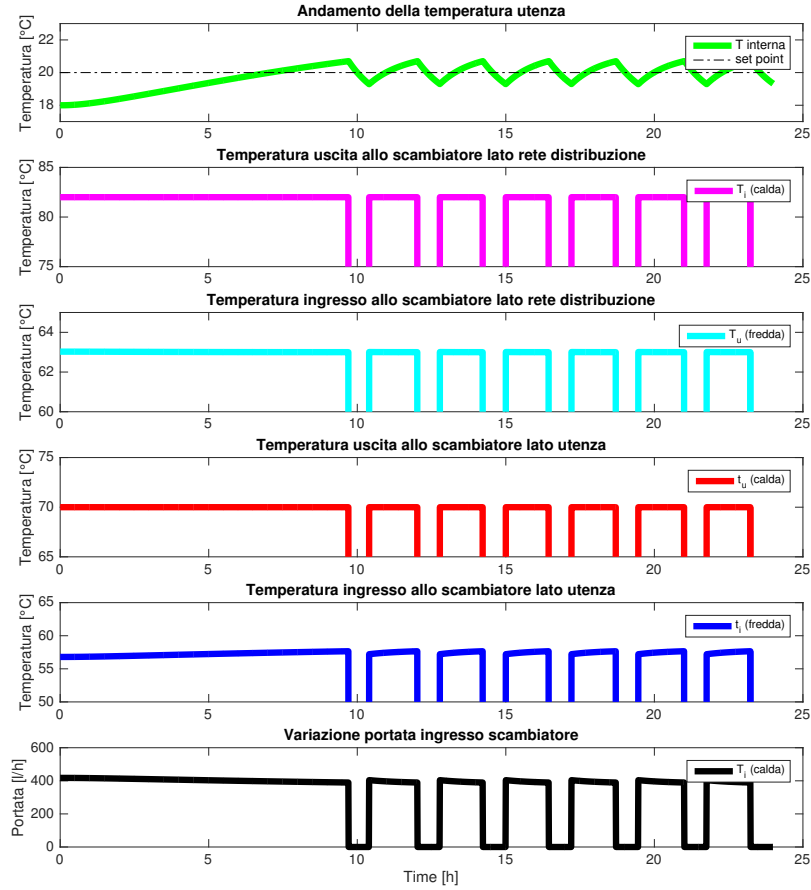 Andamento della temperatura utenza
Temperatura [°C]
22
20
18
T interna
set point
0 5 10 15 20 25
Temperatura uscita allo scambiatore lato rete distribuzione
Temperatura [°C]
85
80
75
T_i (calda)
0 5 10 15 20 25
Temperatura ingresso allo scambiatore lato rete distribuzione
Temperatura [°C]
64
62
60
T_u (fredda)
0 5 10 15 20 25
Temperatura uscita allo scambiatore lato utenza
Temperatura [°C]
75
70
65
t_u (calda)
0 5 10 15 20 25
Temperatura ingresso allo scambiatore lato utenza
Temperatura [°C]
65
60
55
50
t_i (fredda)
0 5 10 15 20 25
Variazione portata ingresso scambiatore
Portata [l/h]
600
400
200
0
T_i (calda)
0 5 10 15 20 25
Time [h]